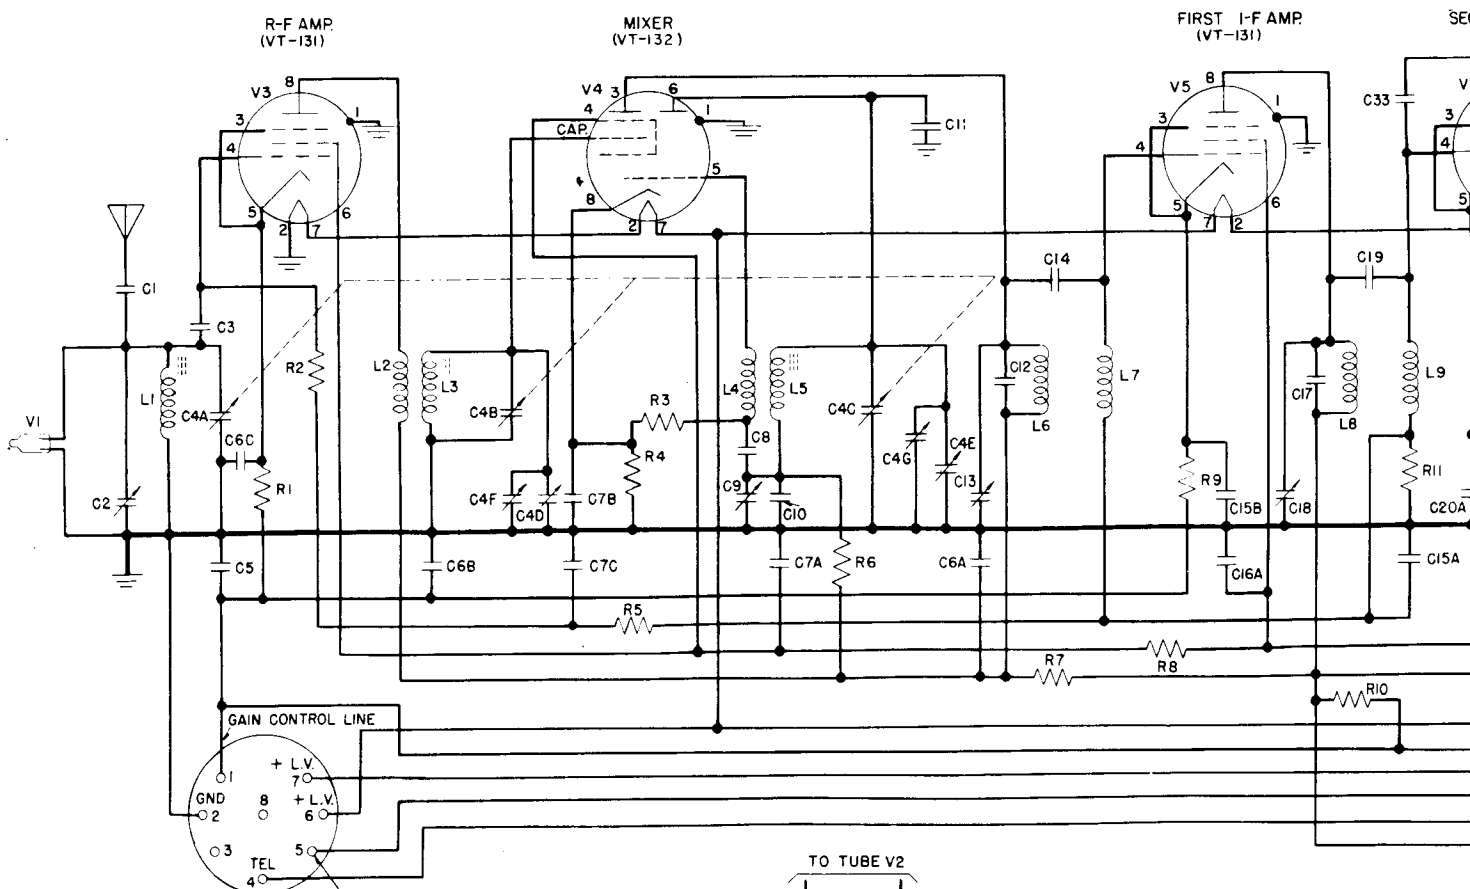 R-F AMP.
(VT-131)
MIXER
(VT-132)
FIRST I-F AMP.
(VT-131)
SE
V3
8
1
3
4
5
2
7
6
V4
3
6
1
4
CAP.
5
8
2
7
C11
V5
8
1
3
4
5
7
2
6
C33
V
3
4
5
C1
C3
R2
L1
C4A
C6C
R1
V1
C2
C5
L2
L3
C4B
C4F
C4D
C6B
R3
R4
C7B
C7C
L4
L5
C8
C9
C10
C7A
R6
C4C
C4G
C4E
C13
C12
L6
C14
L7
C6A
R5
R7
R8
R9
C15B
C16A
C18
C17
L8
C19
L9
R11
C20A
C15A
R10
GAIN CONTROL LINE
1
+ L.V.
7
GND
2
8
+ L.V.
6
3
5
TEL
4
TO TUBE V2